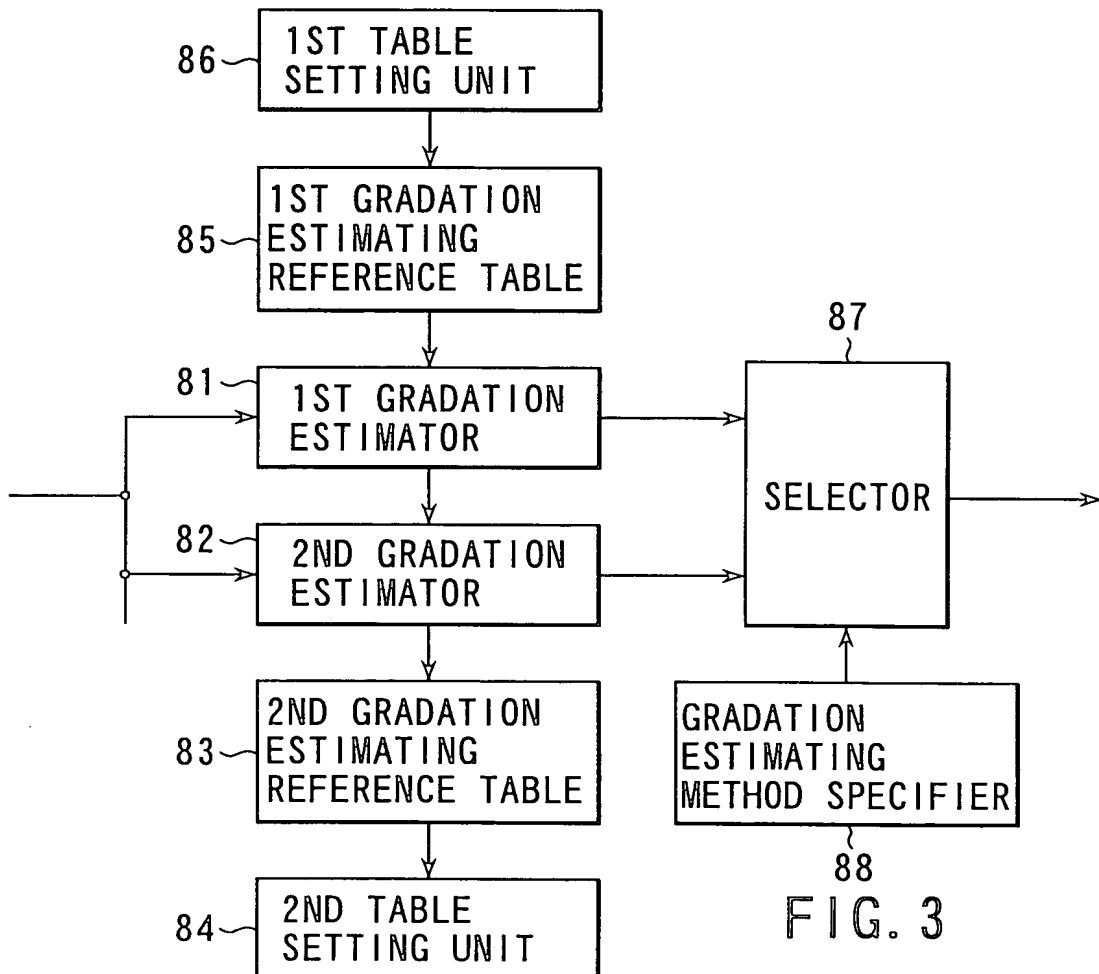 86
1ST TABLE
SETTING UNIT
85
1ST GRADATION
ESTIMATING
REFERENCE TABLE
81
1ST GRADATION
ESTIMATOR
87
SELECTOR
82
2ND GRADATION
ESTIMATOR
83
2ND GRADATION
ESTIMATING
REFERENCE TABLE
GRADATION
ESTIMATING
METHOD SPECIFIER
88
84
2ND TABLE
SETTING UNIT
FIG. 3